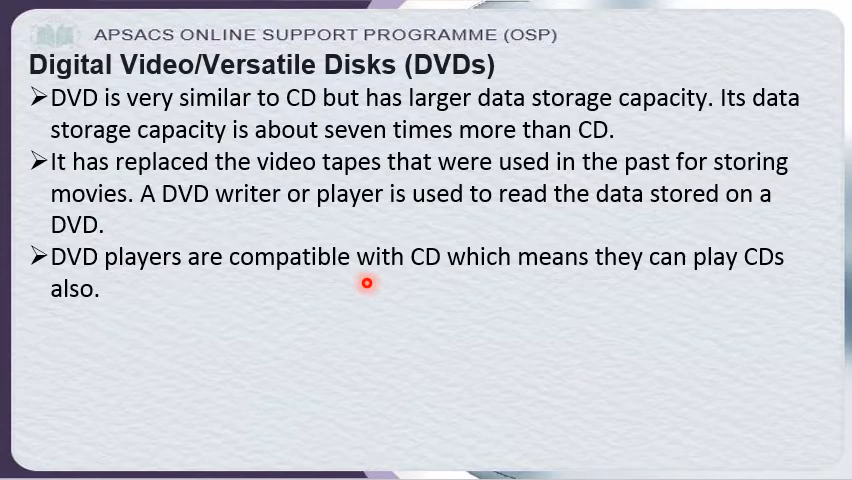 APSACS ONLINE SUPPORT PROGRAMME (OSP)
Digital Video/Versatile Disks (DVDs)
➢DVD is very similar to CD but has larger data storage capacity. Its data
storage capacity is about seven times more than CD.
➢It has replaced the video tapes that were used in the past for storing
movies. A DVD writer or player is used to read the data stored on a
DVD.
➢DVD players are compatible with CD which means they can play CDs
also.